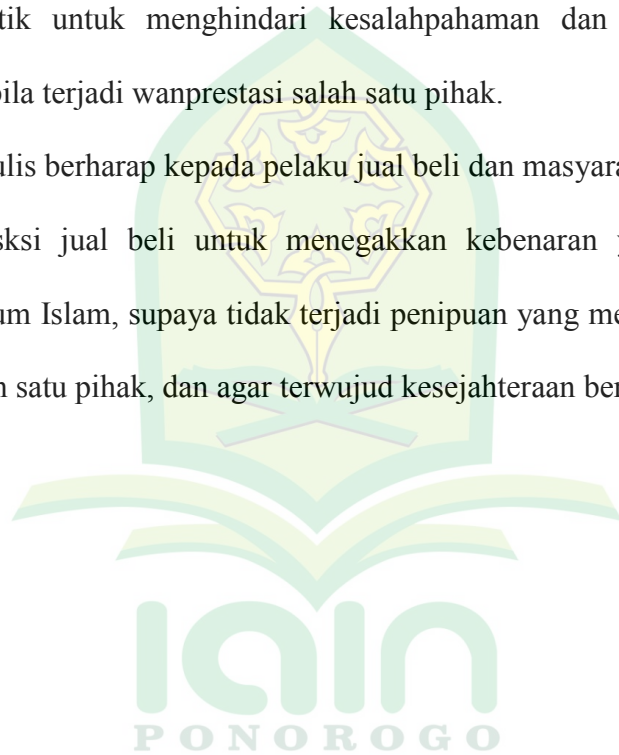 tik untuk menghindari kesalahpahaman dan
bila terjadi wanprestasi salah satu pihak.
ulis berharap kepada pelaku jual beli dan masyara
sksi jual beli untuk menegakkan kebenaran y
um Islam, supaya tidak terjadi penipuan yang me
h satu pihak, dan agar terwujud kesejahteraan ber
iain
PONOROGO